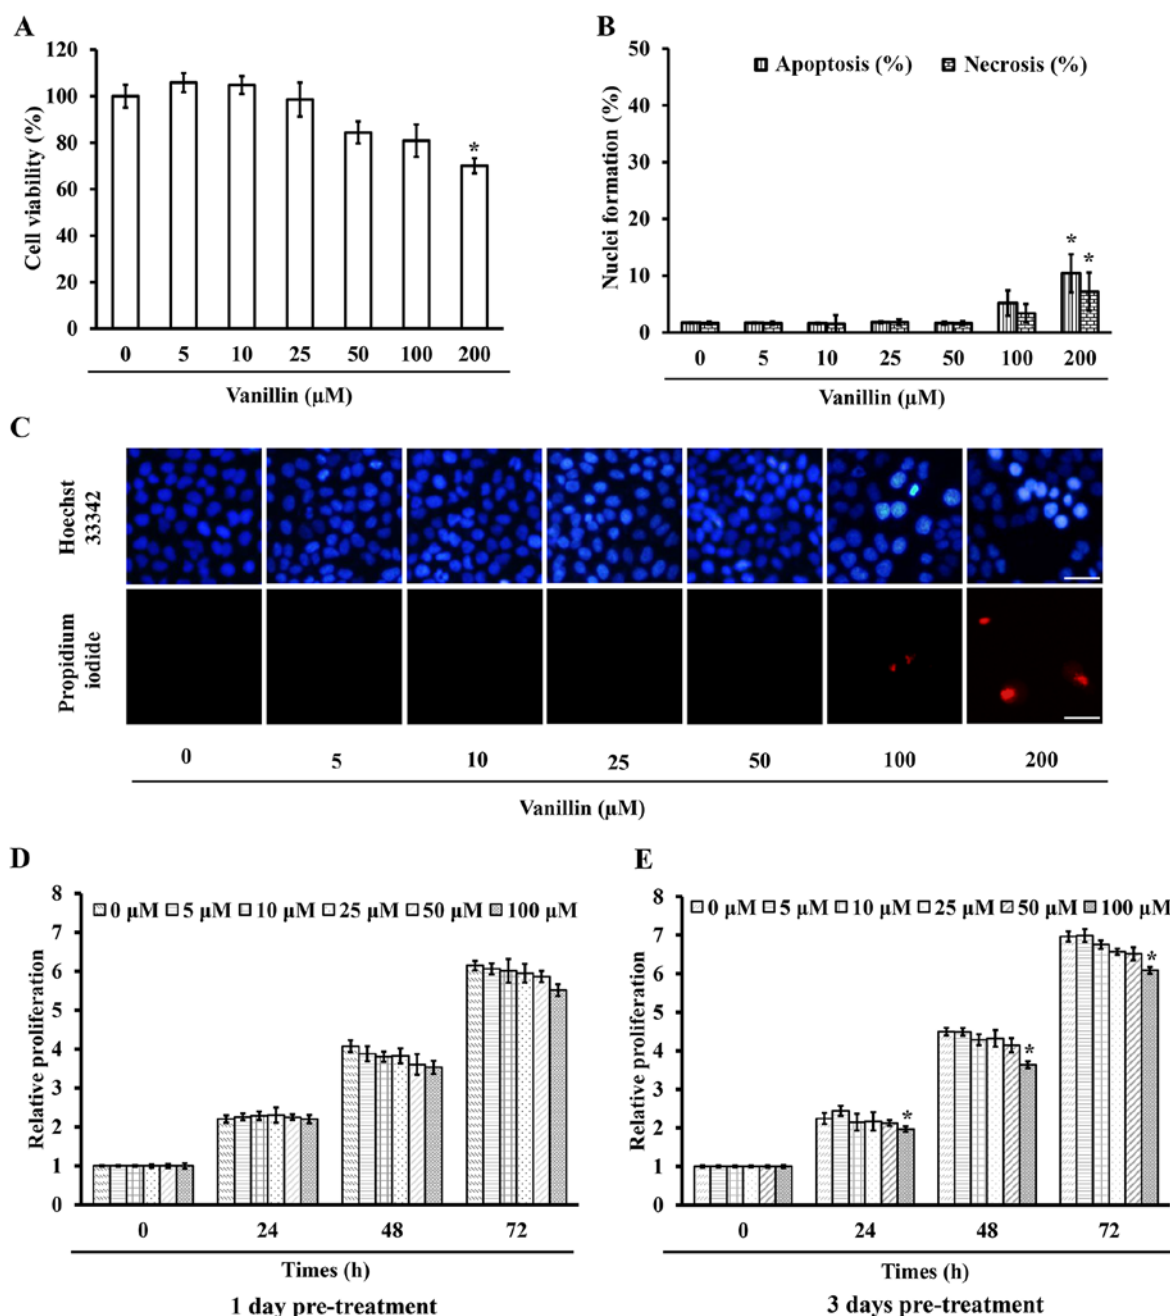 A
120
100
80
60
40
20
0
Cell viability (%)
*
0 5 10 25 50 100 200
Vanillin (µM)
B
50
40
30
20
10
0
Nuclei formation (%)
Apoptosis (%) Necrosis (%)
* *
0 5 10 25 50 100 200
Vanillin (µM)
C
Hoechst
33342
Propidium
iodide
0 5 10 25 50 100 200
Vanillin (µM)
D
8
7
6
5
4
3
2
1
0
Relative proliferation
0 µM 5 µM 10 µM 25 µM 50 µM 100 µM
0 24 48 72
Times (h)
1 day pre-treatment
E
8
7
6
5
4
3
2
1
0
Relative proliferation
0 µM 5 µM 10 µM 25 µM 50 µM 100 µM
* * *
0 24 48 72
Times (h)
3 days pre-treatment